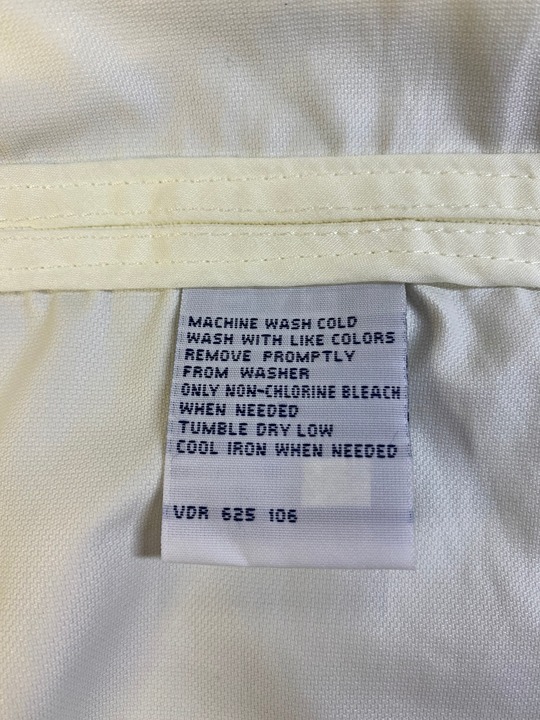 MACHINE WASH COLD
WASH WITH LIKE COLORS
REMOVE PROMPTLY
FROM WASHER
ONLY NON-CHLORINE BLEACH
WHEN NEEDED
TUMBLE DRY LOW
COOL IRON WHEN NEEDED
VDR 625 106